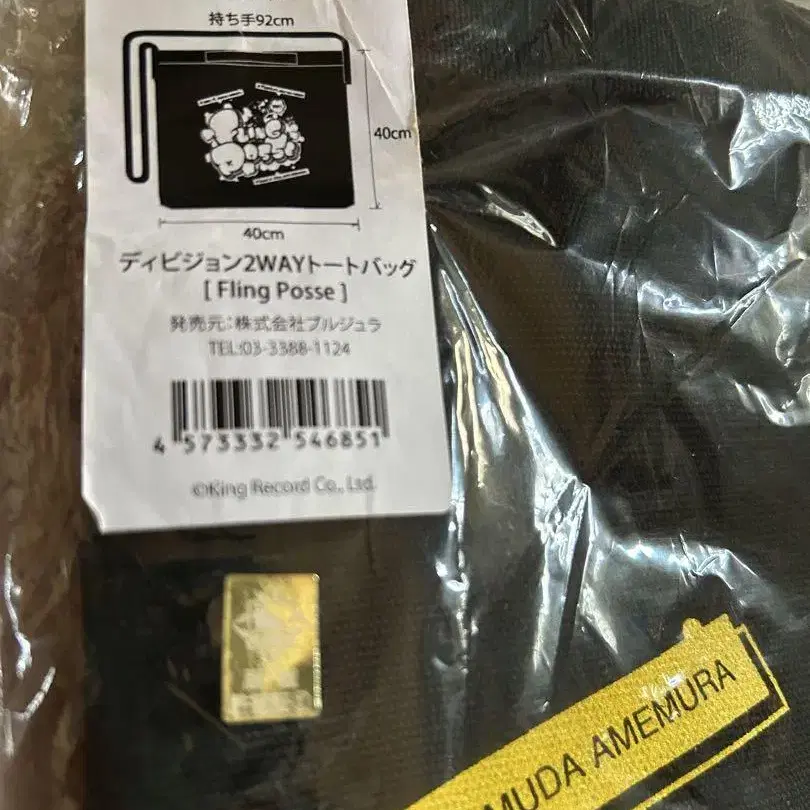 持ち手92cm
40cm
40cm
ディビジョン2WAYトートバッグ
[ Fling Posse ]
発売元:株式会社ブルジュラ
TEL:03-3388-1124
4 573332 546851
©King Record Co., Ltd.
MUDA AMEMURA